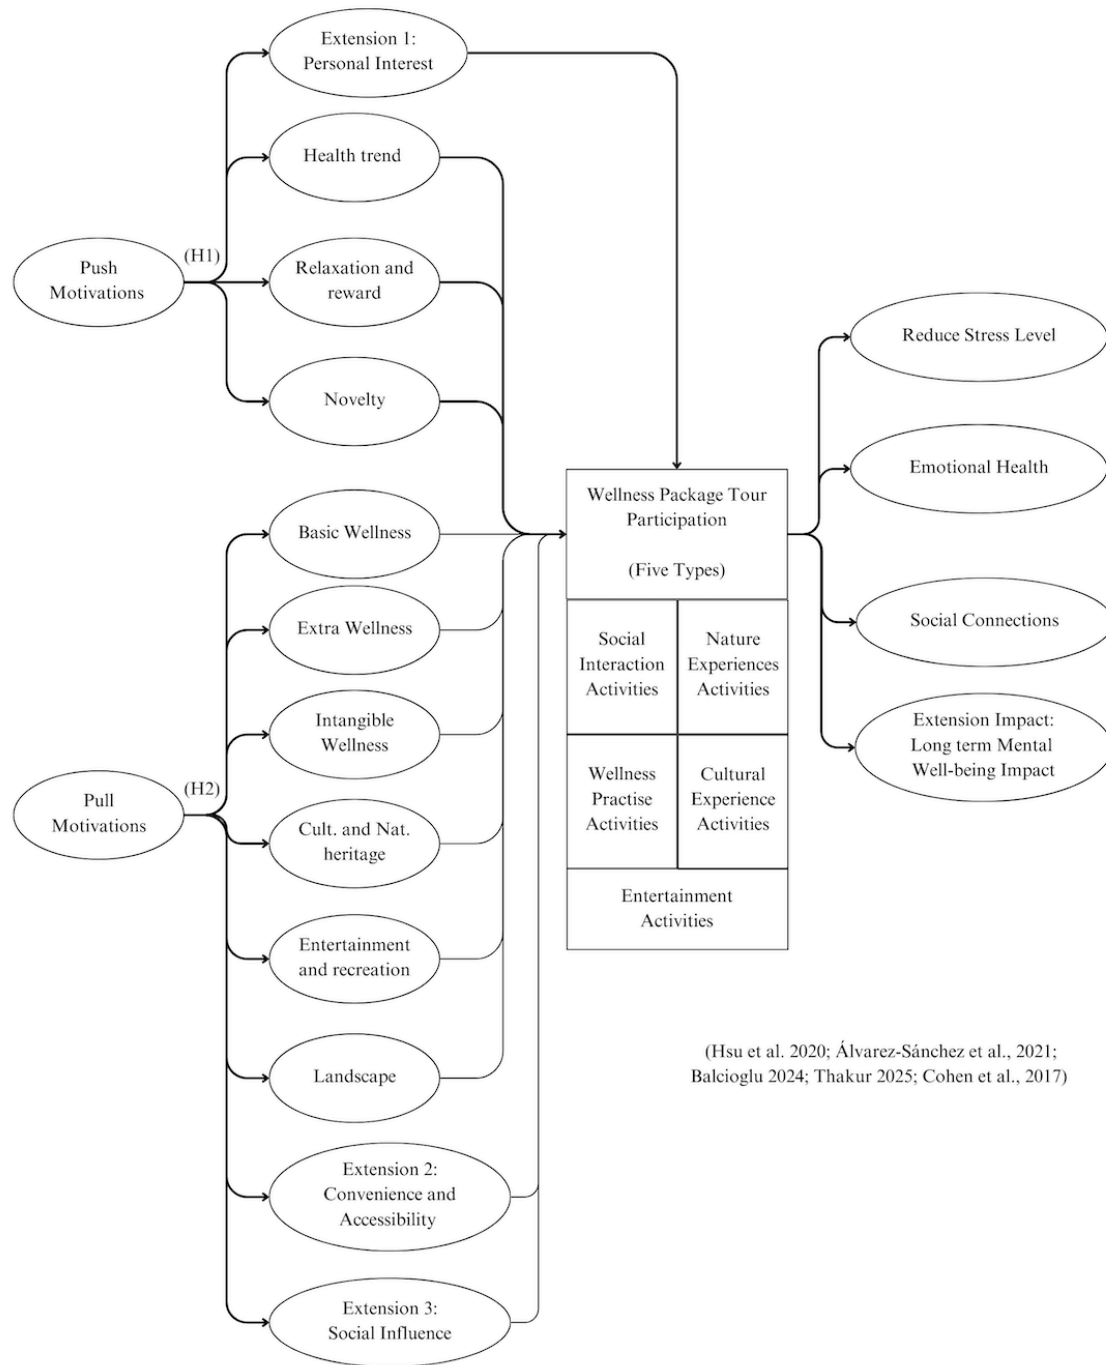 Extension 1:
Personal Interest
Health trend
(H1)
Push
Motivations
Relaxation and
reward
Novelty
Reduce Stress Level
Emotional Health
Wellness Package Tour
Participation
(Five Types)
Basic Wellness
Extra Wellness
Social
Interaction
Activities
Nature
Experiences
Activities
Social Connections
Intangible
Wellness
Extension Impact:
Long term Mental
Well-being Impact
(H2)
Pull
Motivations
Wellness
Practise
Activities
Cultural
Experience
Activities
Cult. and Nat.
heritage
Entertainment
Activities
Entertainment
and recreation
Landscape
(Hsu et al. 2020; Álvarez-Sánchez et al., 2021;
Balcioglu 2024; Thakur 2025; Cohen et al., 2017)
Extension 2:
Convenience and
Accessibility
Extension 3:
Social Influence